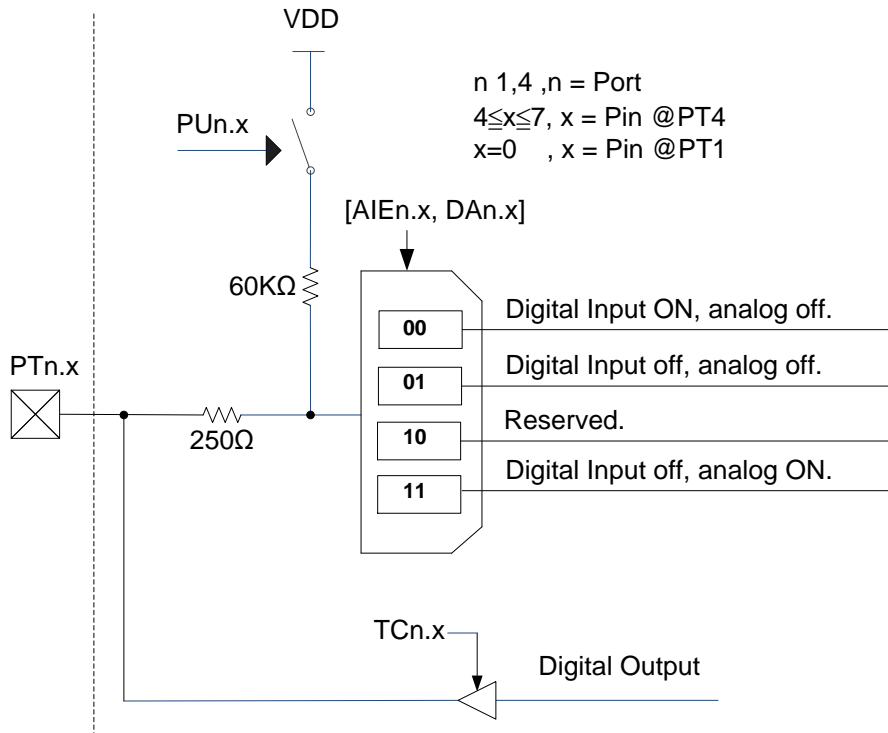 VDD
n 1,4 ,n = Port
4≦x≦7, x = Pin @PT4
x=0 , x = Pin @PT1
PUn.x
[AIEn.x, DAn.x]
60KΩ
00
Digital Input ON, analog off.
01
Digital Input off, analog off.
PTn.x
250Ω
10
Reserved.
11
Digital Input off, analog ON.
TCn.x
Digital Output